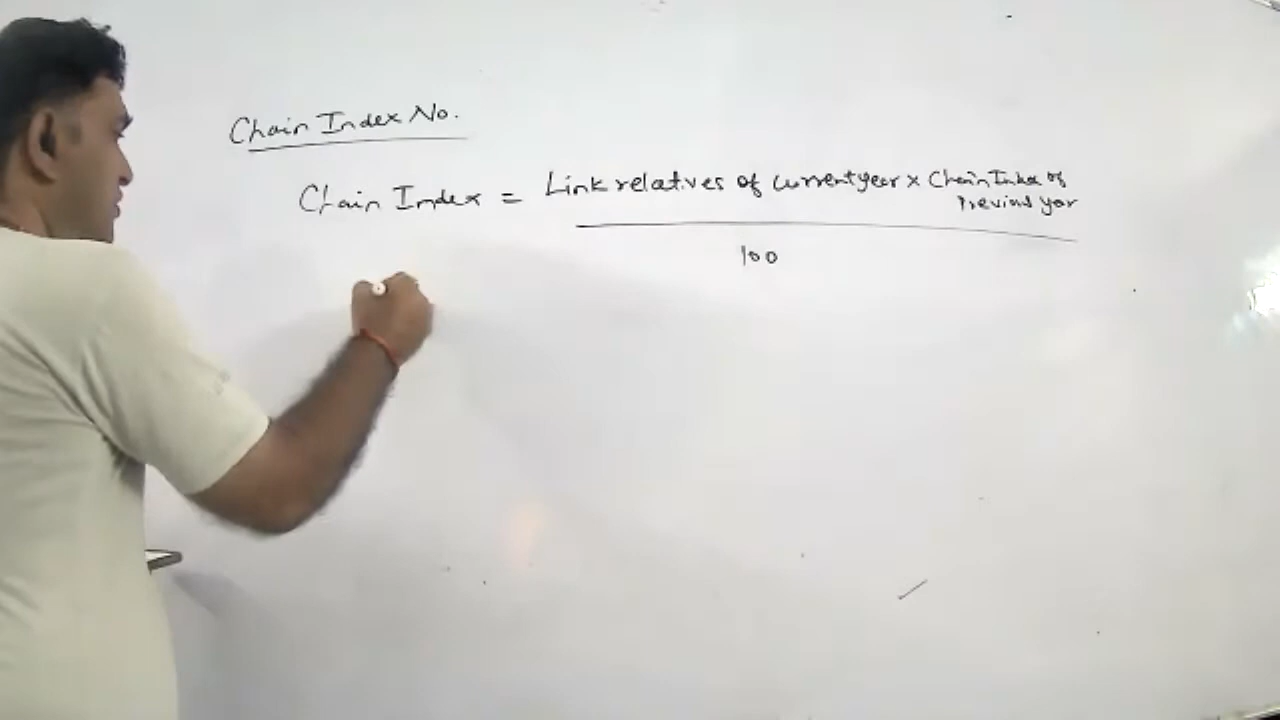 Chain Index No.
Chain Index = Link relatives of current year x Chain Index of
Previous year
100